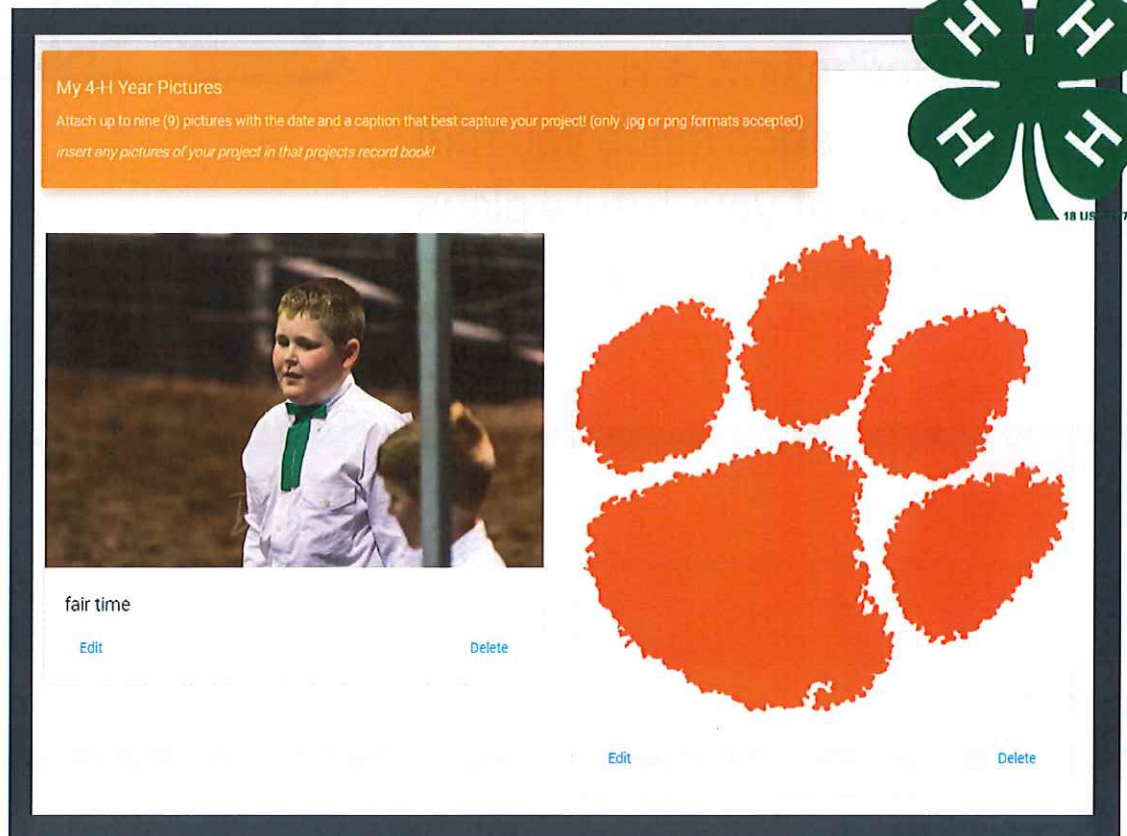 My 4-H Year Pictures
Attach up to nine (9) pictures with the date and a caption that best capture your project! (only .jpg or png formats accepted)
insert any pictures of your project in that projects record book!
H H
H H
18 US
fair time
Edit Delete
Edit Delete